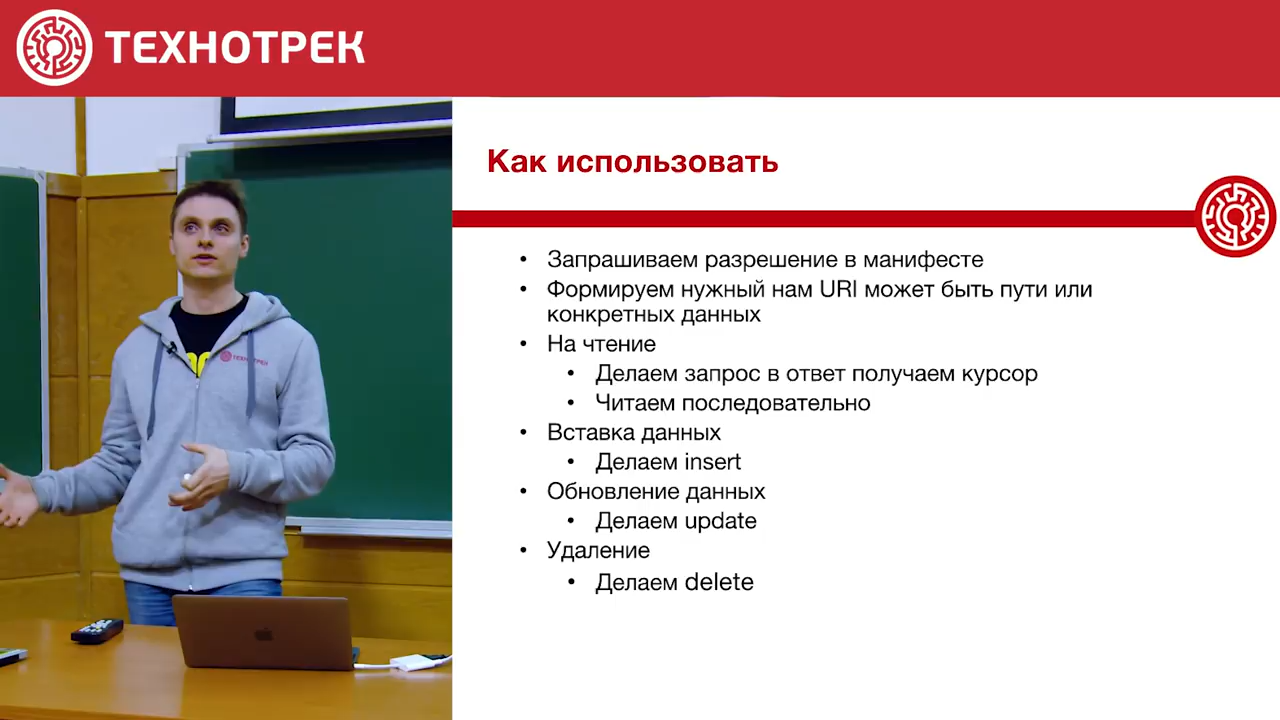 ТЕХНОТРЕК
Как использовать
• Запрашиваем разрешение в манифесте
• Формируем нужный нам URI может быть пути или
конкретных данных
• На чтение
• Делаем запрос в ответ получаем курсор
• Читаем последовательно
• Вставка данных
• Делаем insert
• Обновление данных
• Делаем update
• Удаление
• Делаем delete
ТЕХНОТРЕК